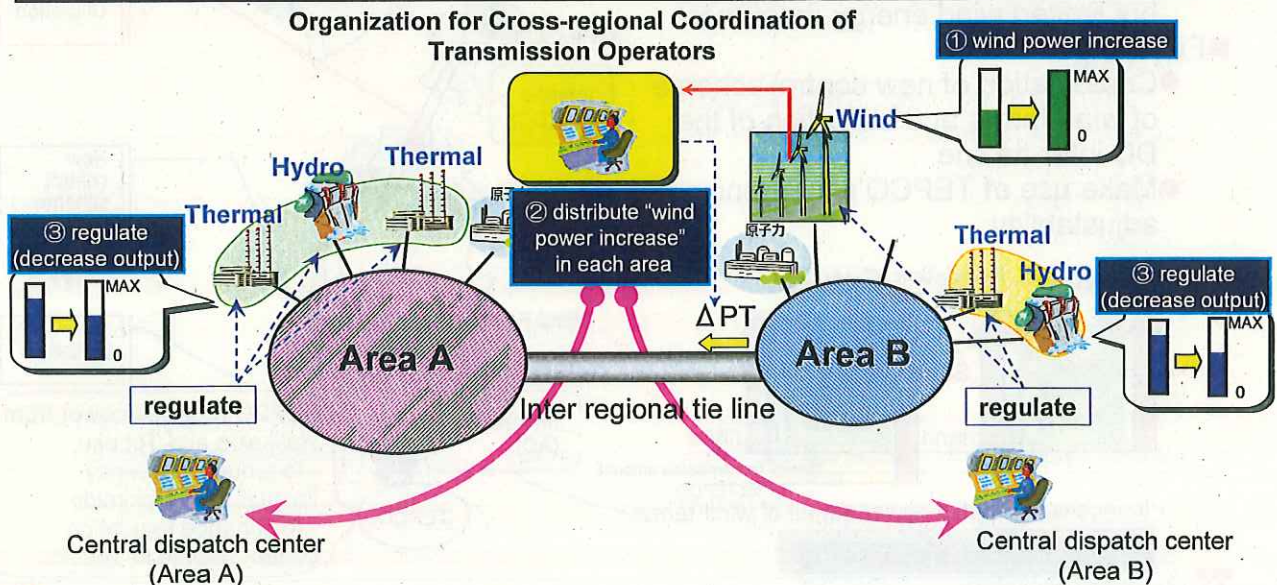 Organization for Cross-regional Coordination of
Transmission Operators
① wind power increase
MAX
0
Wind
Hydro
Thermal
Thermal
原子力
② distribute “wind
power increase”
in each area
原子力
③ regulate
(decrease output)
MAX
0
Thermal
Hydro
③ regulate
(decrease output)
MAX
0
ΔPT
Area A
Area B
regulate
Inter regional tie line
regulate
Central dispatch center
(Area A)
Central dispatch center
(Area B)